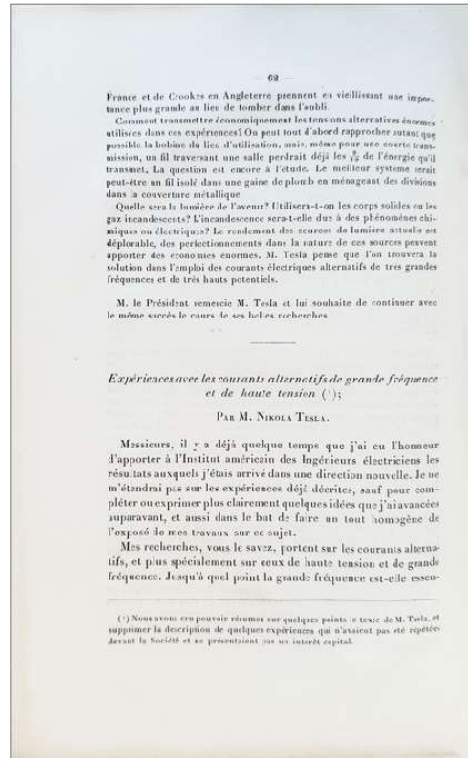 — 62 —
France et de Crookes en Angleterre prennent en vieillissant une impor-
tance plus grande au lieu de tomber dans l'oubli.
Comment transmettre économiquement les tensions alternatives énormes
utilisées dans ces expériences? On peut tout d'abord rapprocher autant que
possible la bobine du lieu d'utilisation, mais, même pour une courte trans-
mission, un fil traversant une salle perdrait déjà les 9/10 de l'énergie qu'il
transmet. La question est encore à l'étude. Le meilleur système serait
peut-être un fil isolé dans une gaine de plomb en ménageant des divisions
dans la couverture métallique
Quelle sera la lumière de l'avenir? Utilisera-t-on les corps solides ou les
gaz incandescents? L'incandescence sera-t-elle due à des phénomènes chi-
miques ou électriques? Le rendement des sources de lumière actuelle est
déplorable, des perfectionnements dans la nature de ces sources peuvent
apporter des économies énormes. M. Tesla pense que l'on trouvera la
solution dans l'emploi des courants électriques alternatifs de tres grandes
fréquences et de très hauts potentiels.
M. le Président remercie M. Tesla et lui souhaite de continuer avec
le même succès le cours de ses belles recherches
Expériences avec les courants alternatifs de grande fréquence
et de haute tension (¹);
Par M. Nikola Tesla.
Messieurs, il y a déjà quelque temps que j'ai eu l'honneur
d'apporter à l'Institut américain des Ingénieurs électriciens les
résultats auxquels j'étais arrivé dans une direction nouvelle. Je ne
m'étendrai pas sur les expériences déjà décrites, sauf pour com-
pléter ou exprimer plus clairement quelques idées que j'ai avancées
auparavant, et aussi dans le but de faire un tout homogène de
l'exposé de mes travaux sur ce sujet.
Mes recherches, vous le savez, portent sur les courants alterna-
tifs, et plus spécialement sur ceux de haute tension et de grande
fréquence. Jusqu'à quel point la grande fréquence est-elle essen-
(¹) Nous avons cru pouvoir résumer sur quelques points le texte de M. Tesla, et
supprimer la description de quelques expériences qui n'avaient pas été répétées
devant la Société et ne présentaient pas un intérêt capital.